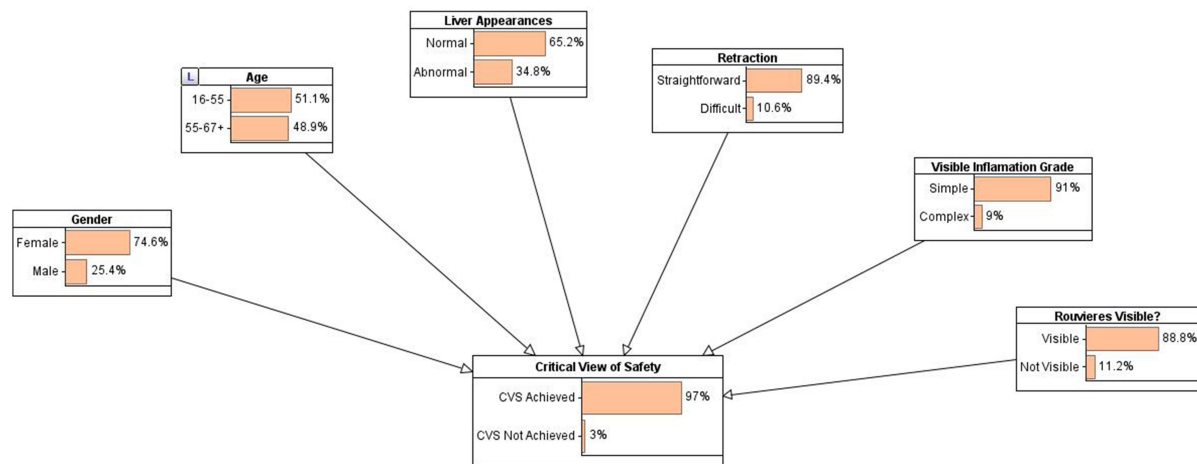 Liver Appearances
Normal 65.2%
Abnormal 34.8%
Retraction
Straightforward 89.4%
Difficult 10.6%
L Age
16-55 51.1%
55-67+ 48.9%
Visible Inflamation Grade
Simple 91%
Complex 9%
Gender
Female 74.6%
Male 25.4%
Rouvieres Visible?
Visible 88.8%
Not Visible 11.2%
Critical View of Safety
CVS Achieved 97%
CVS Not Achieved 3%